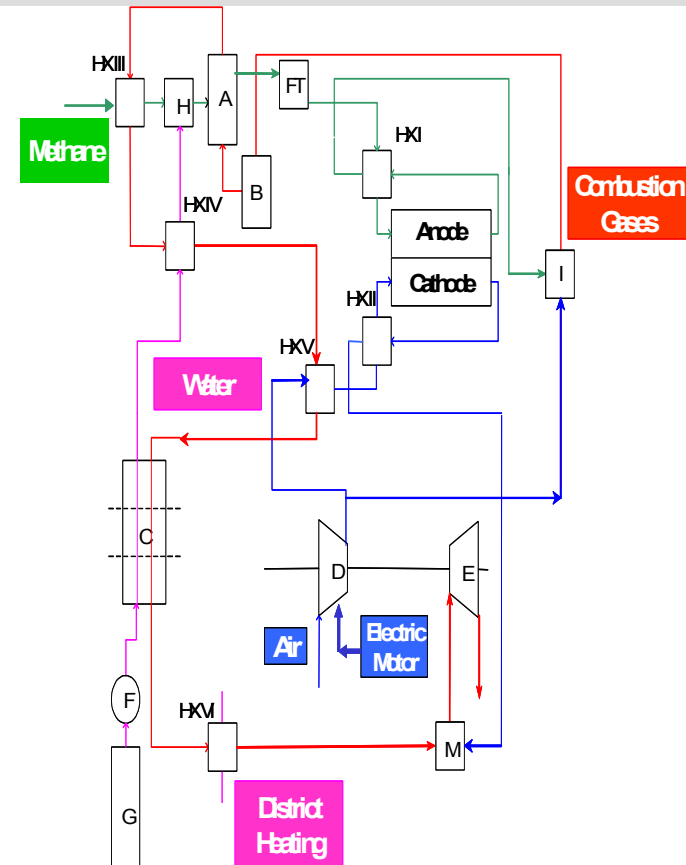 HXIII
FT
A
H
HXI
Methane
B
HXIV
Combustion
Gases
Anode
I
Cathode
HXII
HXV
Water
C
D
E
Air
Electric
Motor
F
HXVI
M
G
District
Heating